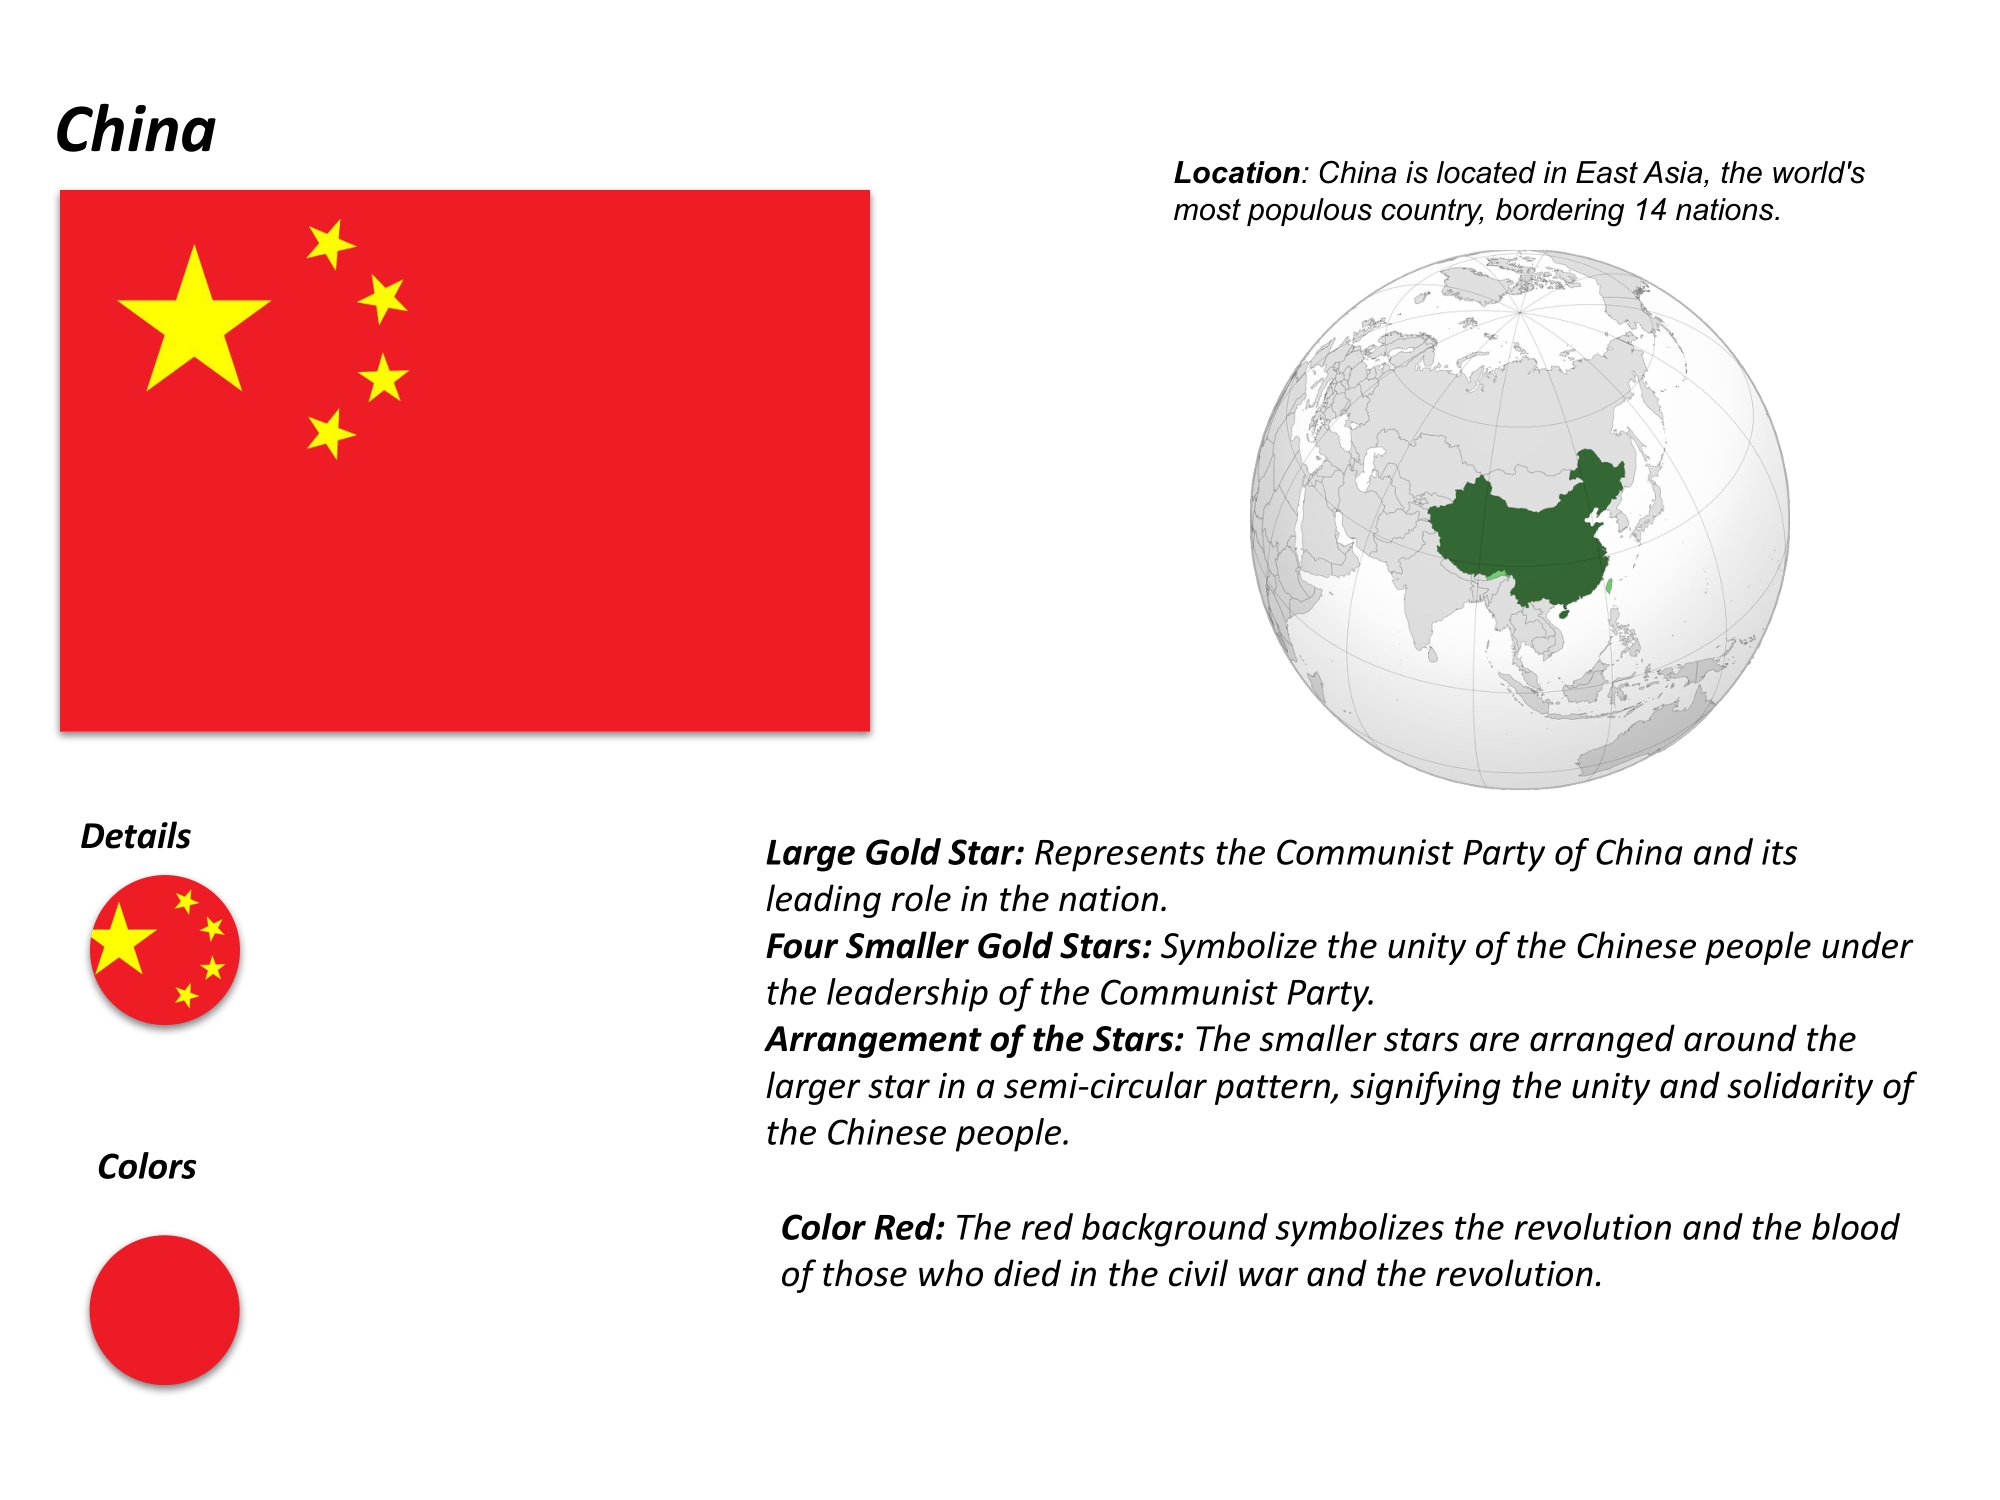 China
Location: China is located in East Asia, the world's
most populous country, bordering 14 nations.
Details
Large Gold Star: Represents the Communist Party of China and its
leading role in the nation.
Four Smaller Gold Stars: Symbolize the unity of the Chinese people under
the leadership of the Communist Party.
Arrangement of the Stars: The smaller stars are arranged around the
larger star in a semi-circular pattern, signifying the unity and solidarity of
the Chinese people.
Colors
Color Red: The red background symbolizes the revolution and the blood
of those who died in the civil war and the revolution.